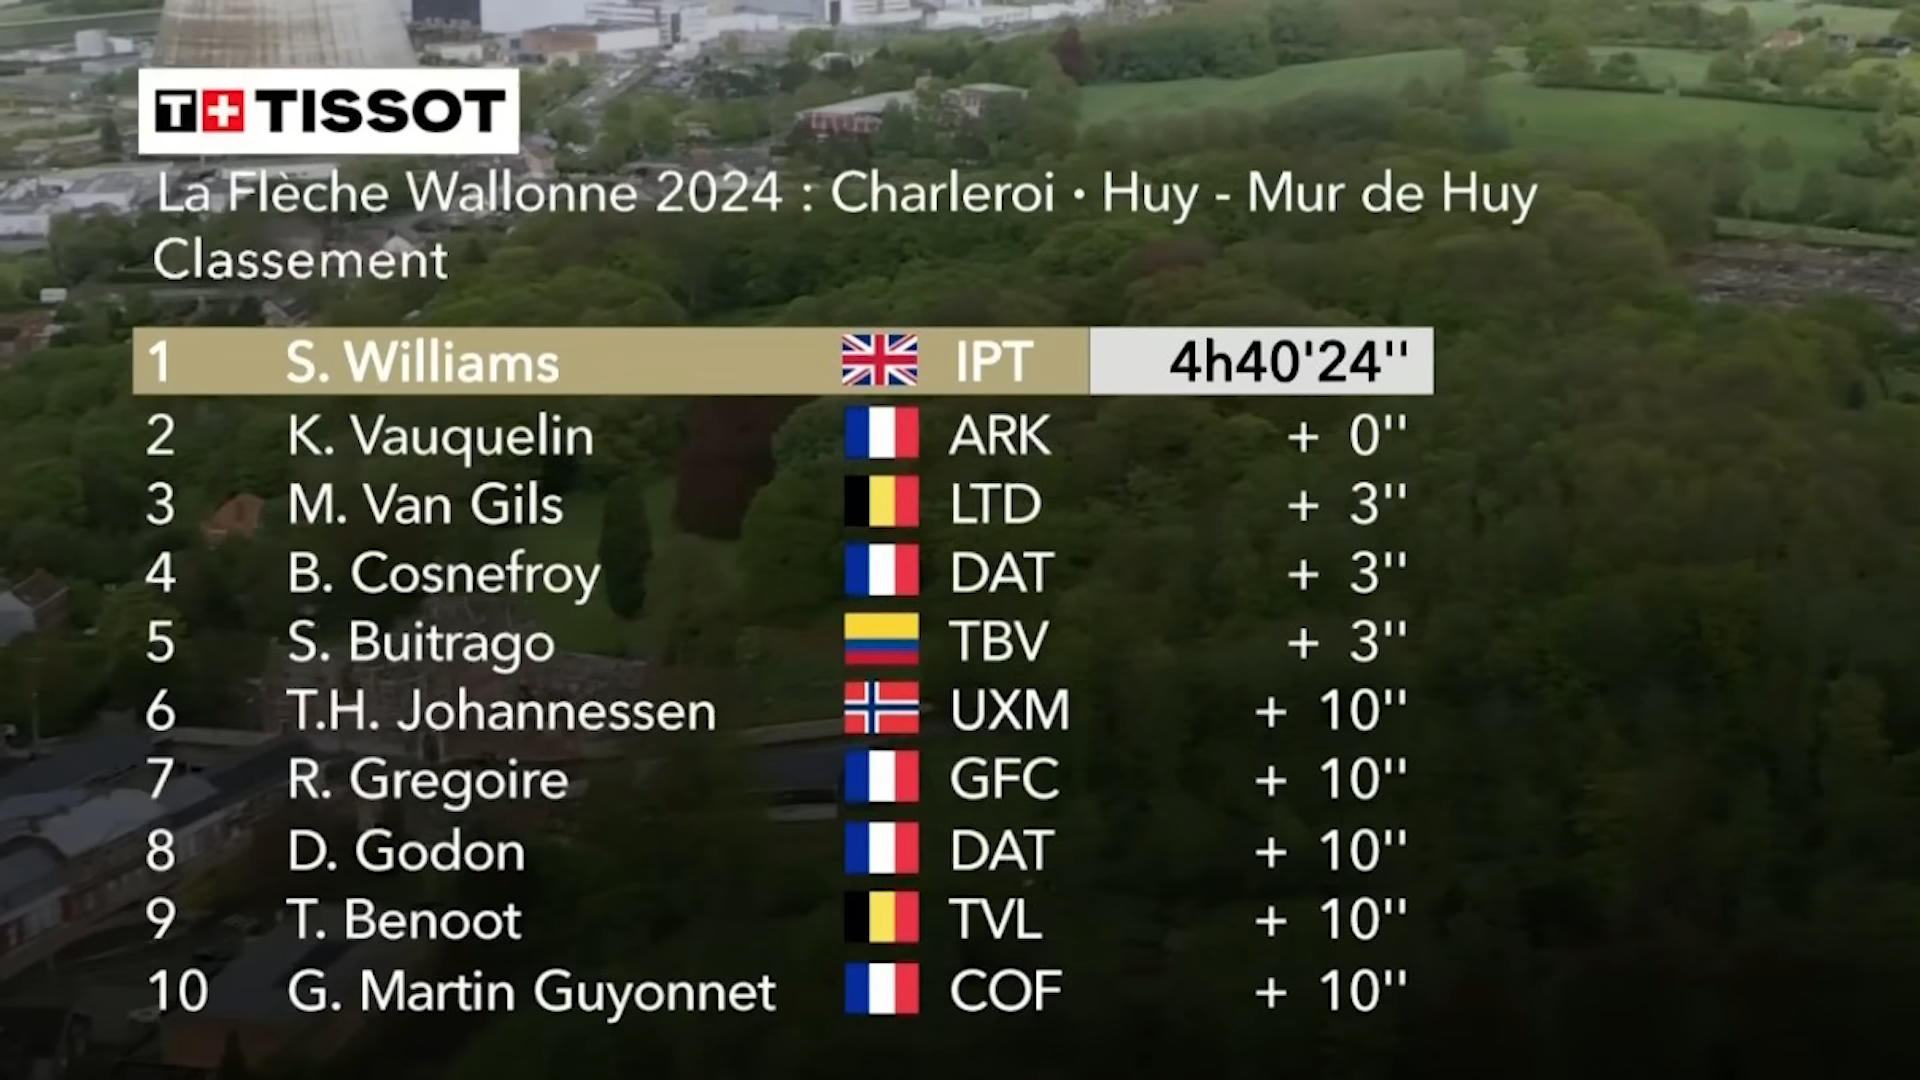 T+ TISSOT
La Flèche Wallonne 2024 : Charleroi • Huy - Mur de Huy
Classement
1 S. Williams IPT 4h40'24''
2 K. Vauquelin ARK + 0''
3 M. Van Gils LTD + 3''
4 B. Cosnefroy DAT + 3''
5 S. Buitrago TBV + 3''
6 T.H. Johannessen UXM + 10''
7 R. Gregoire GFC + 10''
8 D. Godon DAT + 10''
9 T. Benoot TVL + 10''
10 G. Martin Guyonnet COF + 10''